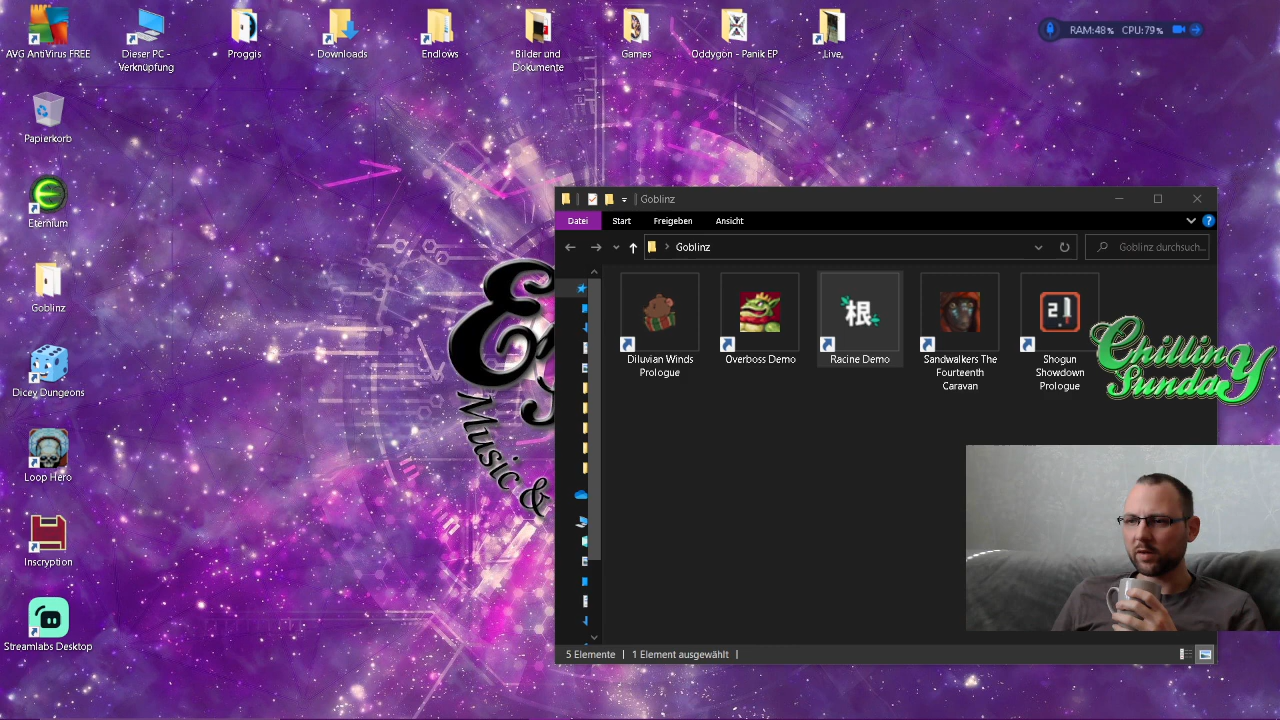 AVG AntiVirus FREE
Dieser PC -
Verknüpfung
Proggis
Downloads
Endlows
Bilder und
Dokumente
Games
Oddygon - Panik EP
Live
RAM:48% CPU:79%
Papierkorb
Eternium
Goblinz
Dicey Dungeons
Loop Hero
Inscryption
Streamlabs Desktop
Goblinz
Datei Start Freigeben Ansicht
?
Goblinz
Goblinz durchsuch...
根
21
Diluvian Winds
Prologue
Overboss Demo
Racine Demo
Sandwalkers The
Fourteenth
Caravan
Shogun
Showdown
Prologue
Chilling
Sunday
Music &
5 Elemente
1 Element ausgewählt